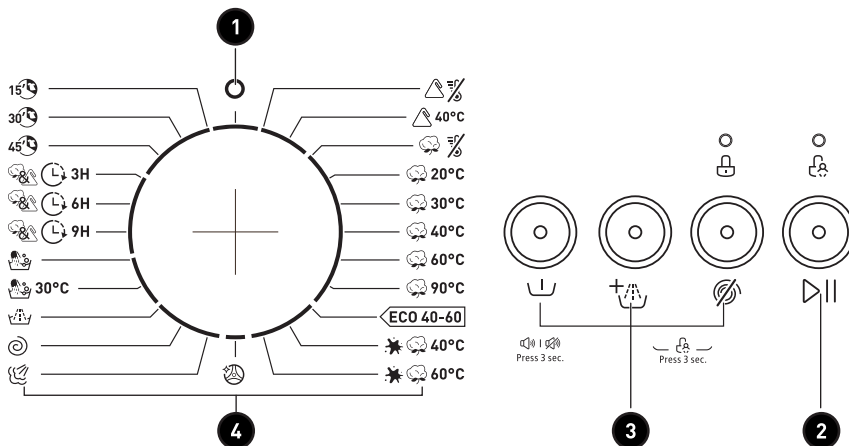 1
15'
30'
45'
& 3H
& 6H
& 9H
30°C
40°C
20°C
30°C
40°C
60°C
90°C
ECO 40-60
40°C
60°C
4
Press 3 sec.
Press 3 sec.
3
2